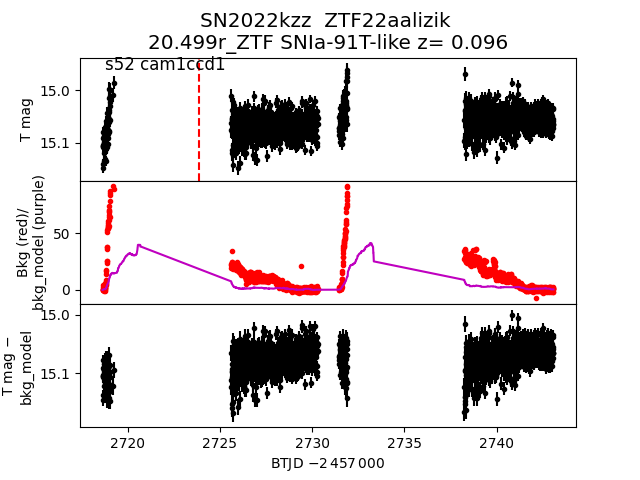 SN2022kzz  ZTF22aalizik
20.499r_ZTF SNIa-91T-like z= 0.096
s52 cam1ccd1
T mag
15.0
15.1
Bkg (red)/
bkg_model (purple)
50
0
T mag −
bkg_model
15.0
15.1
2720
2725
2730
2735
2740
BTJD −2 457 000